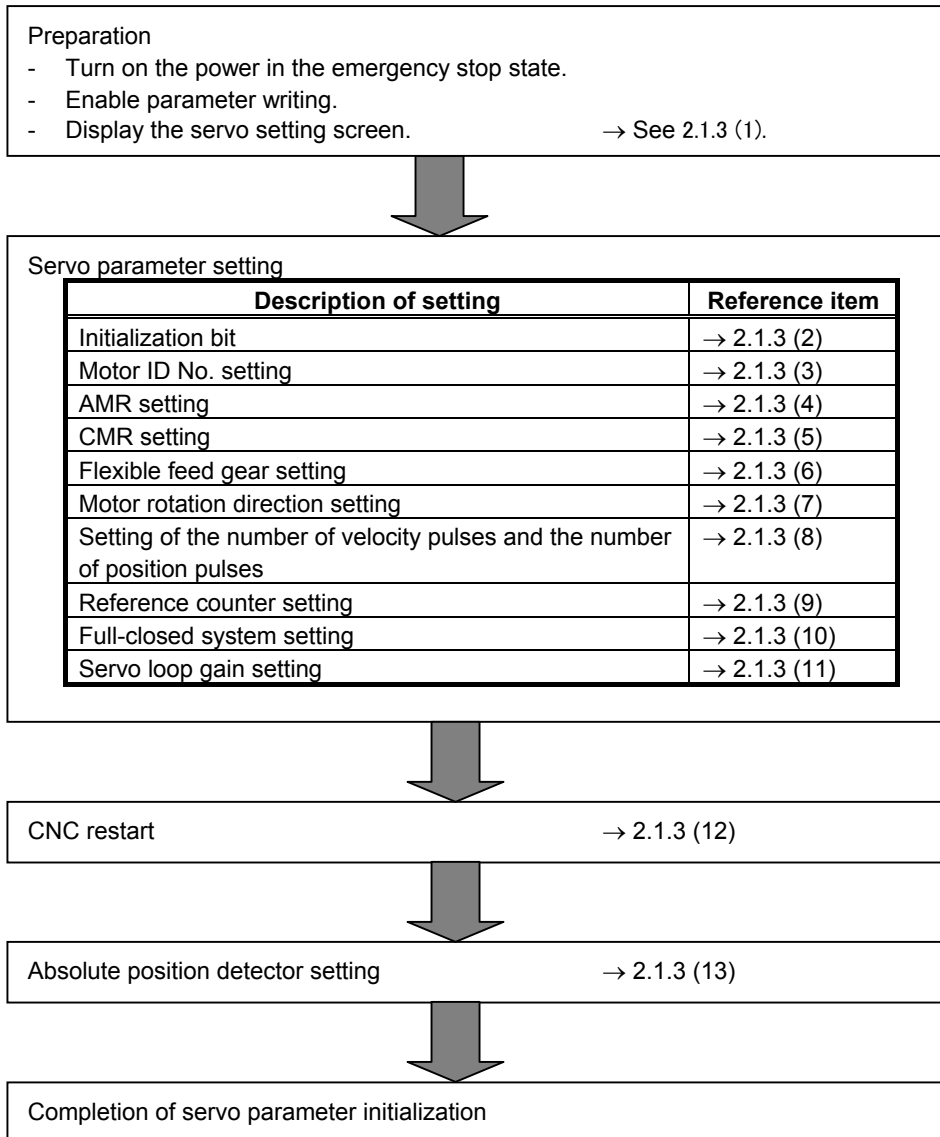 Preparation
- Turn on the power in the emergency stop state.
- Enable parameter writing.
- Display the servo setting screen. → See 2.1.3 (1).
Servo parameter setting
Description of setting Reference item
Initialization bit → 2.1.3 (2)
Motor ID No. setting → 2.1.3 (3)
AMR setting → 2.1.3 (4)
CMR setting → 2.1.3 (5)
Flexible feed gear setting → 2.1.3 (6)
Motor rotation direction setting → 2.1.3 (7)
Setting of the number of velocity pulses and the number → 2.1.3 (8)
of position pulses
Reference counter setting → 2.1.3 (9)
Full-closed system setting → 2.1.3 (10)
Servo loop gain setting → 2.1.3 (11)
CNC restart → 2.1.3 (12)
Absolute position detector setting → 2.1.3 (13)
Completion of servo parameter initialization